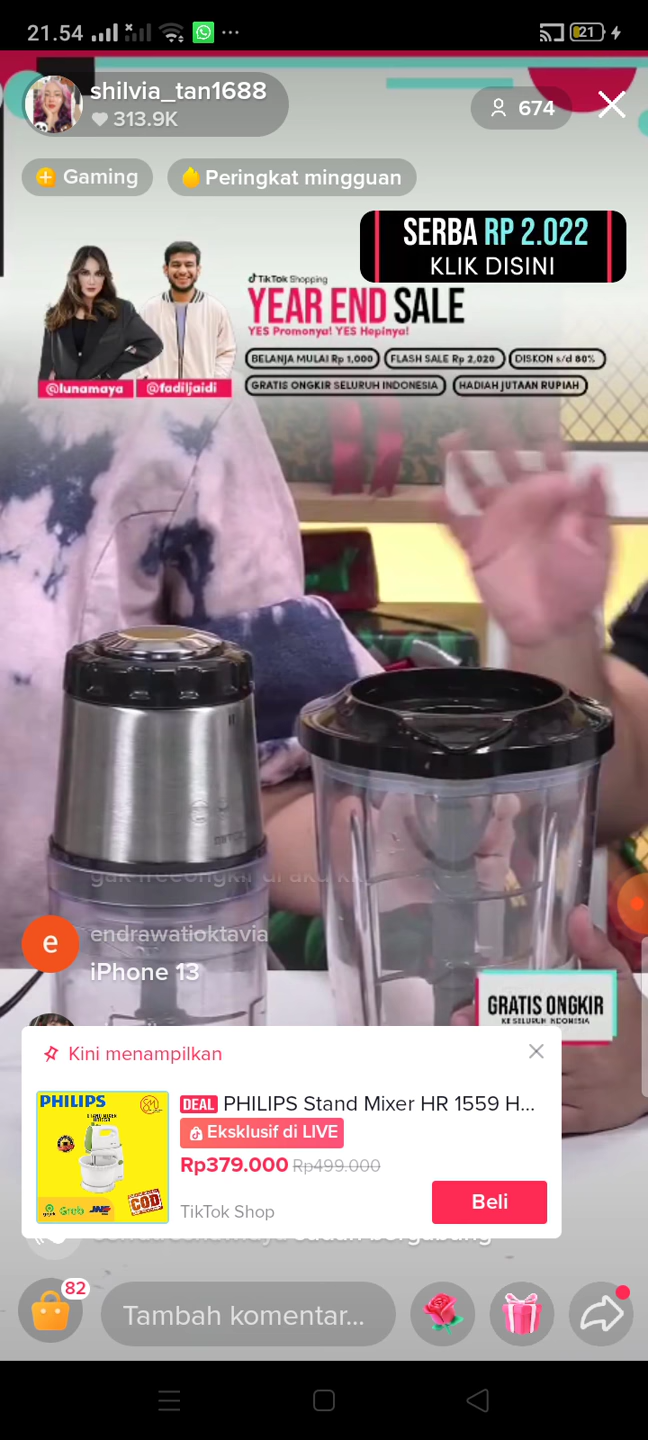 21.54
21
shilvia_tan1688
313.9K
674
Gaming
Peringkat mingguan
SERBA RP 2.022
KLIK DISINI
TikTok Shopping
YEAR END SALE
YES Promonya! YES Hepinya!
BELANJA MULAI Rp 1,000
FLASH SALE Rp 2,020
DISKON s/d 80%
GRATIS ONGKIR SELURUH INDONESIA
HADIAH JUTAAN RUPIAH
@lunamaya
@fadiljaidi
endrawatioktavia
e
iPhone 13
GRATIS ONGKIR
KE SELURUH INDONESIA
Kini menampilkan
PHILIPS
DEAL PHILIPS Stand Mixer HR 1559 H...
Eksklusif di LIVE
Rp379.000 Rp499.000
Grab
JNE
COD
TikTok Shop
Beli
82
Tambah komentar...